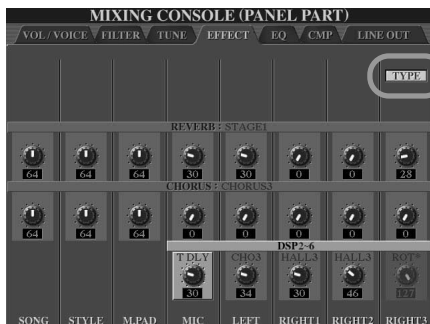 MIXING CONSOLE (PANEL PART)
VOL / VOICE FILTER TUNE EFFECT EQ CMP LINE OUT
TYPE
REVERB : STAGE1
64 64 64 30 30 0 0 28
CHORUS : CHORUS3
64 64 64 0 0 0 0 0
DSP2~6
T DLY CHO3 HALL3 HALL3 ROT*
30 34 30 46 127
SONG STYLE M.PAD MIC LEFT RIGHT1 RIGHT2 RIGHT3